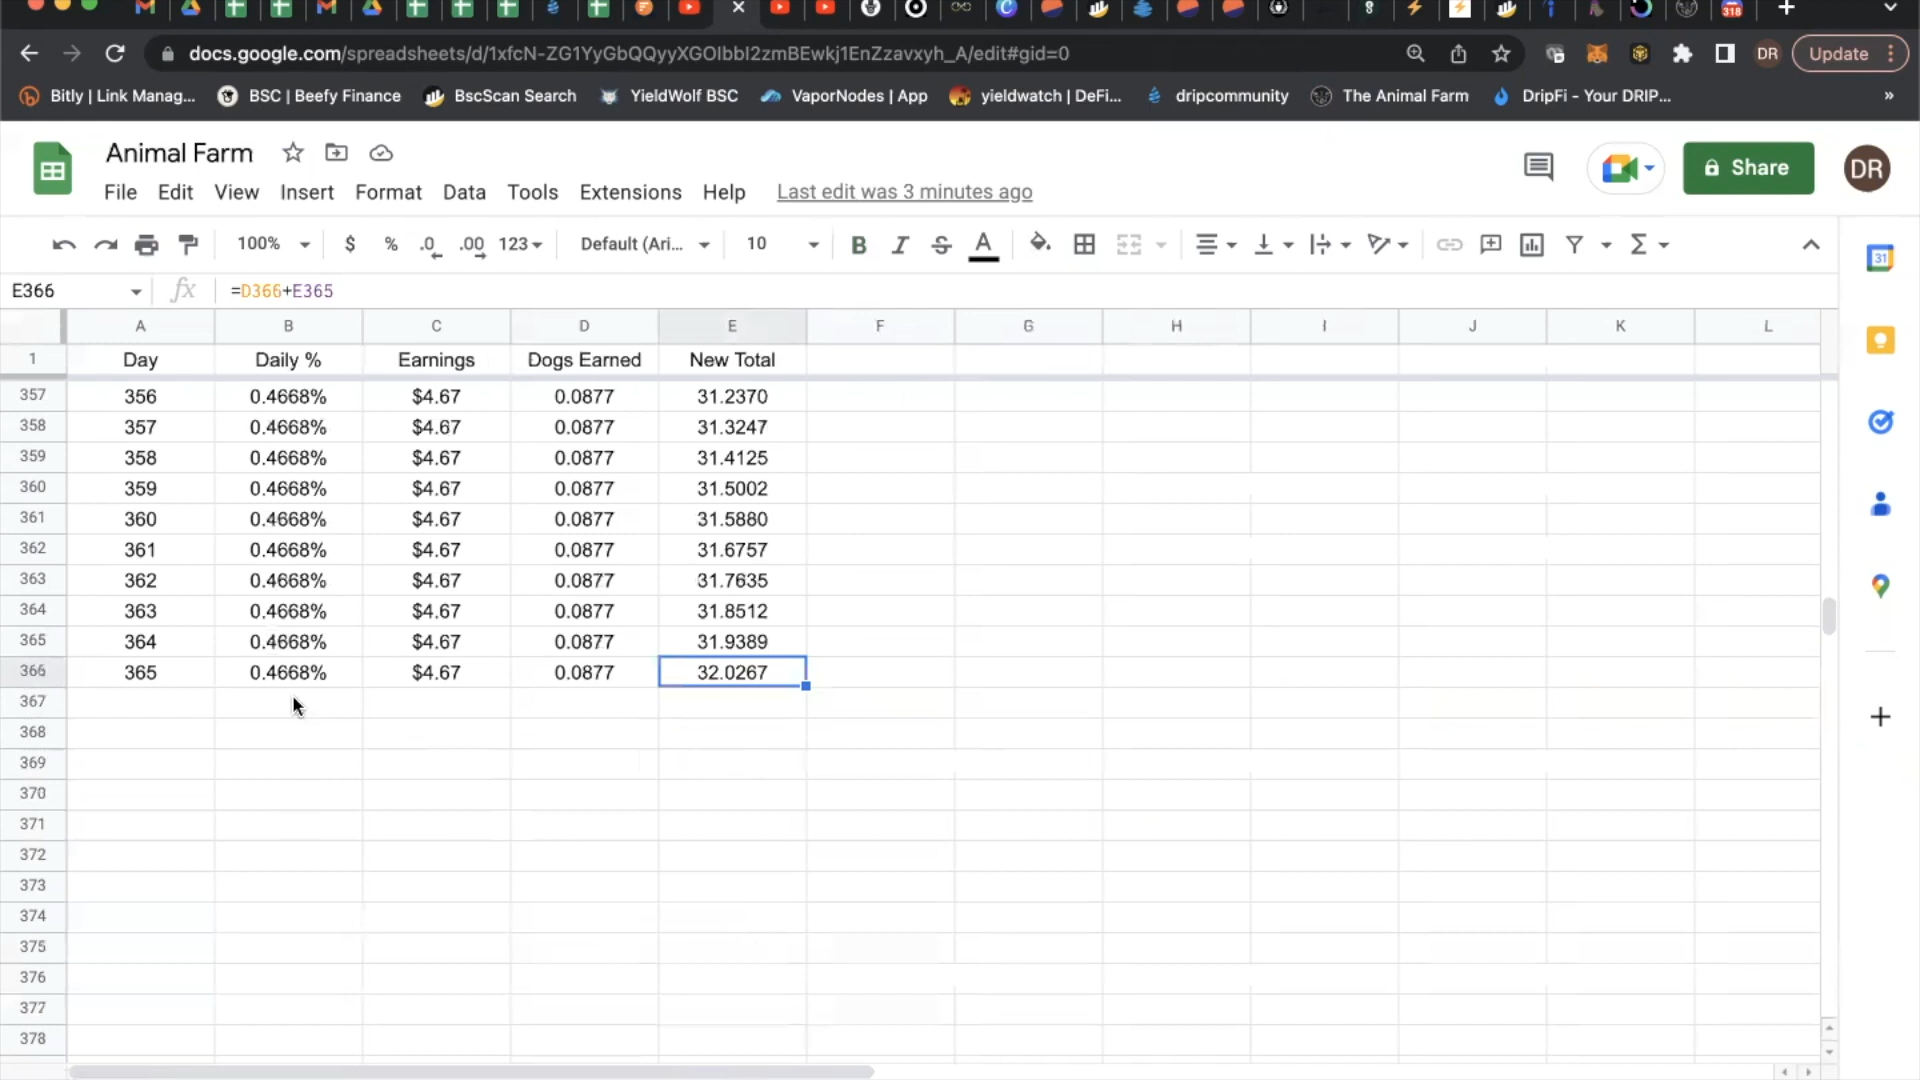 318
docs.google.com/spreadsheets/d/1xfcN-ZG1YyGbQQyyXGOIbbI2zmBEwkj1EnZzavxyh_A/edit#gid=0
DR
Update
Bitly | Link Manag...
BSC | Beefy Finance
BscScan Search
YieldWolf BSC
VaporNodes | App
yieldwatch | DeFi...
dripcommunity
The Animal Farm
DripFi - Your DRIP...
»
Animal Farm
Share
DR
File Edit View Insert Format Data Tools Extensions Help Last edit was 3 minutes ago
100% $ % .0 .00 123 Default (Ari... 10 B I S A Σ
31
E366 fx =D366+E365
A B C D E F G H I J K L
1 Day Daily % Earnings Dogs Earned New Total
357 356 0.4668% $4.67 0.0877 31.2370
358 357 0.4668% $4.67 0.0877 31.3247
359 358 0.4668% $4.67 0.0877 31.4125
360 359 0.4668% $4.67 0.0877 31.5002
361 360 0.4668% $4.67 0.0877 31.5880
362 361 0.4668% $4.67 0.0877 31.6757
363 362 0.4668% $4.67 0.0877 31.7635
364 363 0.4668% $4.67 0.0877 31.8512
365 364 0.4668% $4.67 0.0877 31.9389
366 365 0.4668% $4.67 0.0877 32.0267
367
368
369
370
371
372
373
374
375
376
377
378